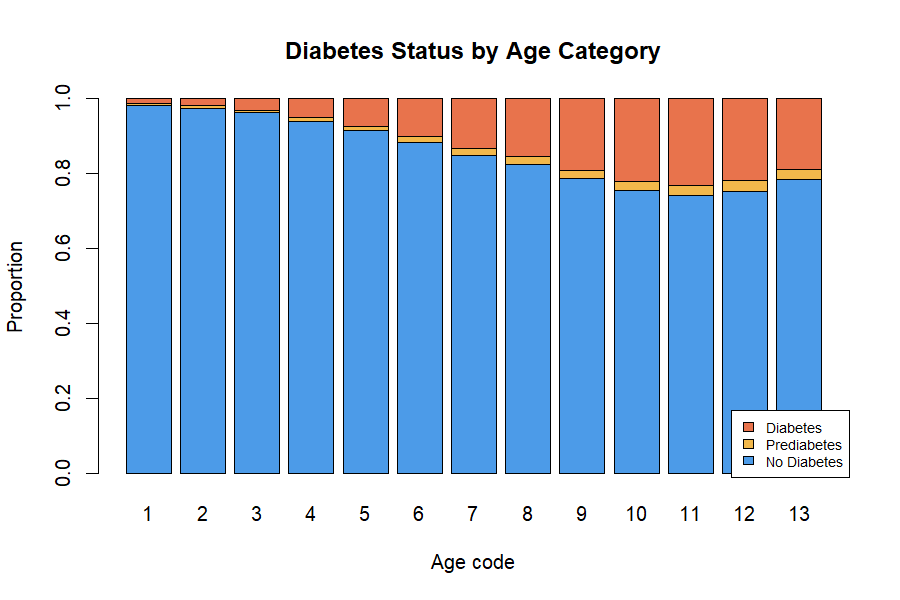 Diabetes Status by Age Category
Proportion
1.0
0.8
0.6
0.4
0.2
0.0
Diabetes
Prediabetes
No Diabetes
1 2 3 4 5 6 7 8 9 10 11 12 13
Age code